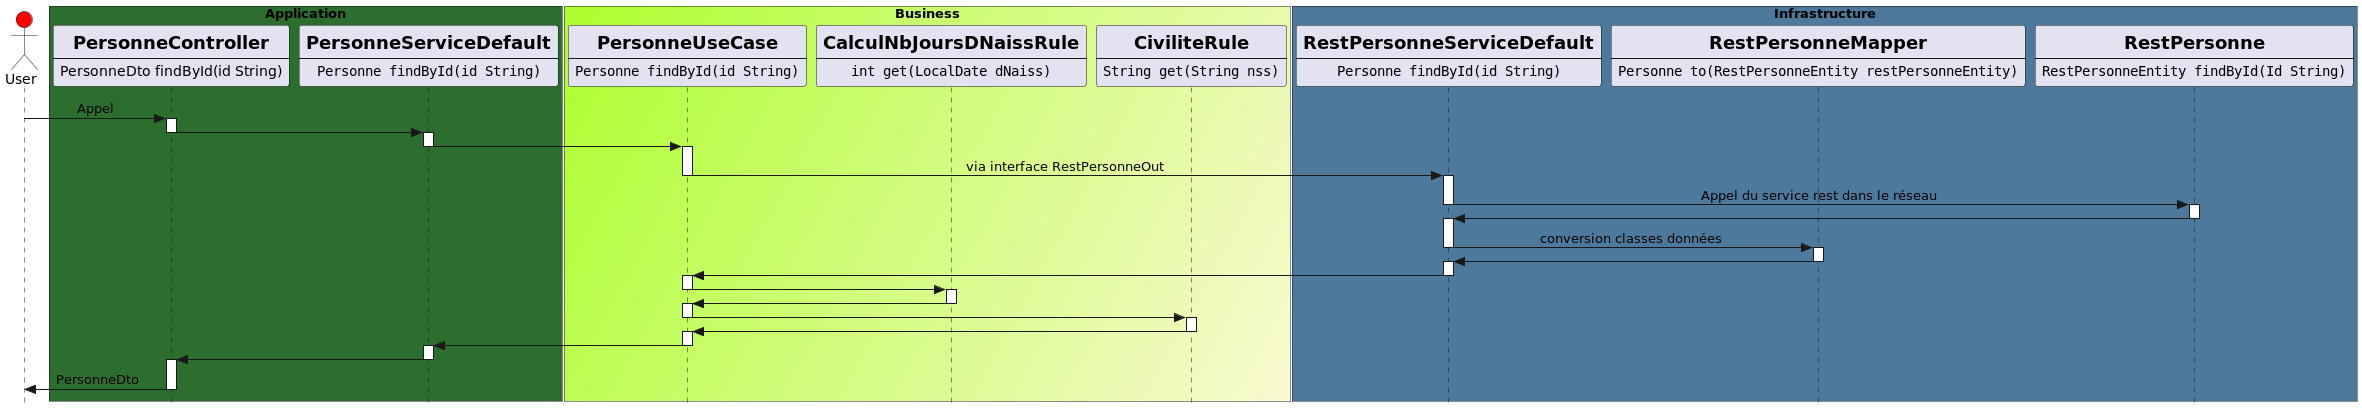 Application
Business
Infrastructure
User
PersonneController
PersonneDto findById(id String)
PersonneServiceDefault
Personne findById(id String)
PersonneUseCase
Personne findById(id String)
CalculNbJoursDNaissRule
int get(LocalDate dNaiss)
CiviliteRule
String get(String nss)
RestPersonneServiceDefault
Personne findById(id String)
RestPersonneMapper
Personne to(RestPersonneEntity restPersonneEntity)
RestPersonne
RestPersonneEntity findById(Id String)
Appel
via interface RestPersonneOut
Appel du service rest dans le réseau
conversion classes données
PersonneDto